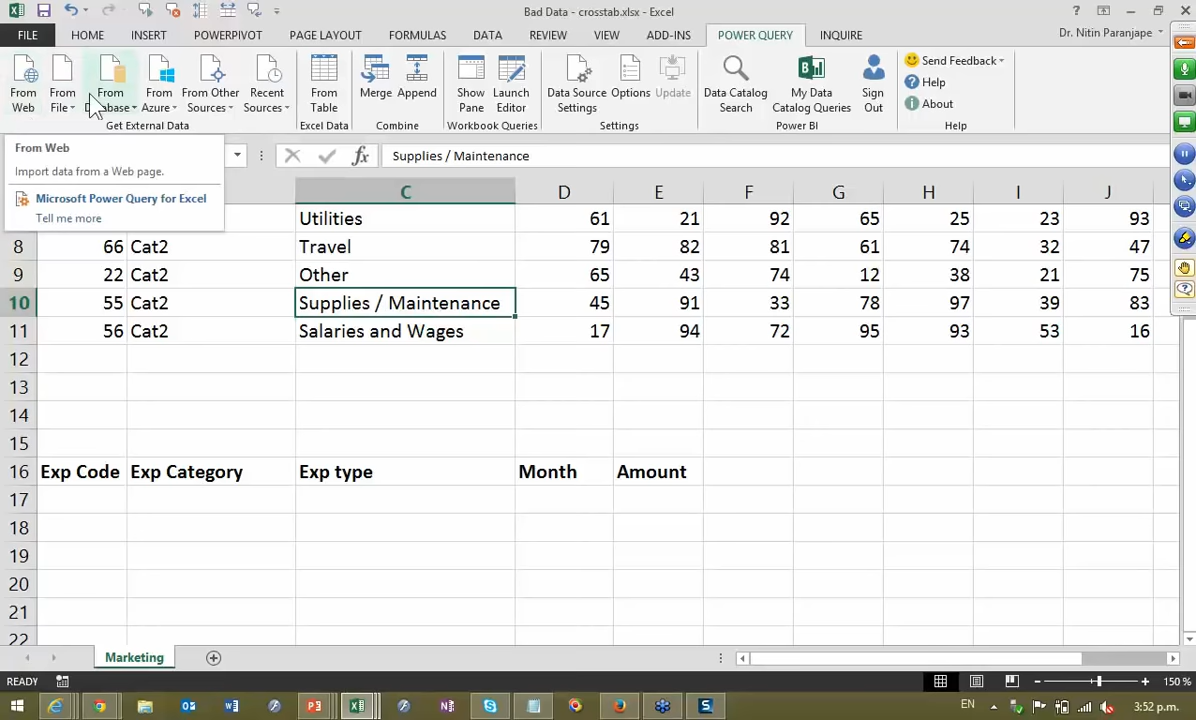 Bad Data - crosstab.xlsx - Excel
FILE HOME INSERT POWERPIVOT PAGE LAYOUT FORMULAS DATA REVIEW VIEW ADD-INS POWER QUERY INQUIRE Dr. Nitin Paranjape
From Web
From File
From Database
From Azure
From Other Sources
Recent Sources
From Table
Merge
Append
Show Pane
Launch Editor
Data Source Settings
Options
Update
Data Catalog Search
My Data Catalog Queries
Sign Out
Send Feedback
Help
About
Get External Data Excel Data Combine Workbook Queries Settings Power BI Help
From Web
Import data from a Web page.
Microsoft Power Query for Excel
Tell me more
fx Supplies / Maintenance
C D E F G H I J
Utilities 61 21 92 65 25 23 93
8 66 Cat2 Travel 79 82 81 61 74 32 47
9 22 Cat2 Other 65 43 74 12 38 21 75
10 55 Cat2 Supplies / Maintenance 45 91 33 78 97 39 83
11 56 Cat2 Salaries and Wages 17 94 72 95 93 53 16
12
13
14
15
16 Exp Code Exp Category Exp type Month Amount
17
18
19
20
21
22
Marketing
READY 150 %
EN 3:52 p.m.